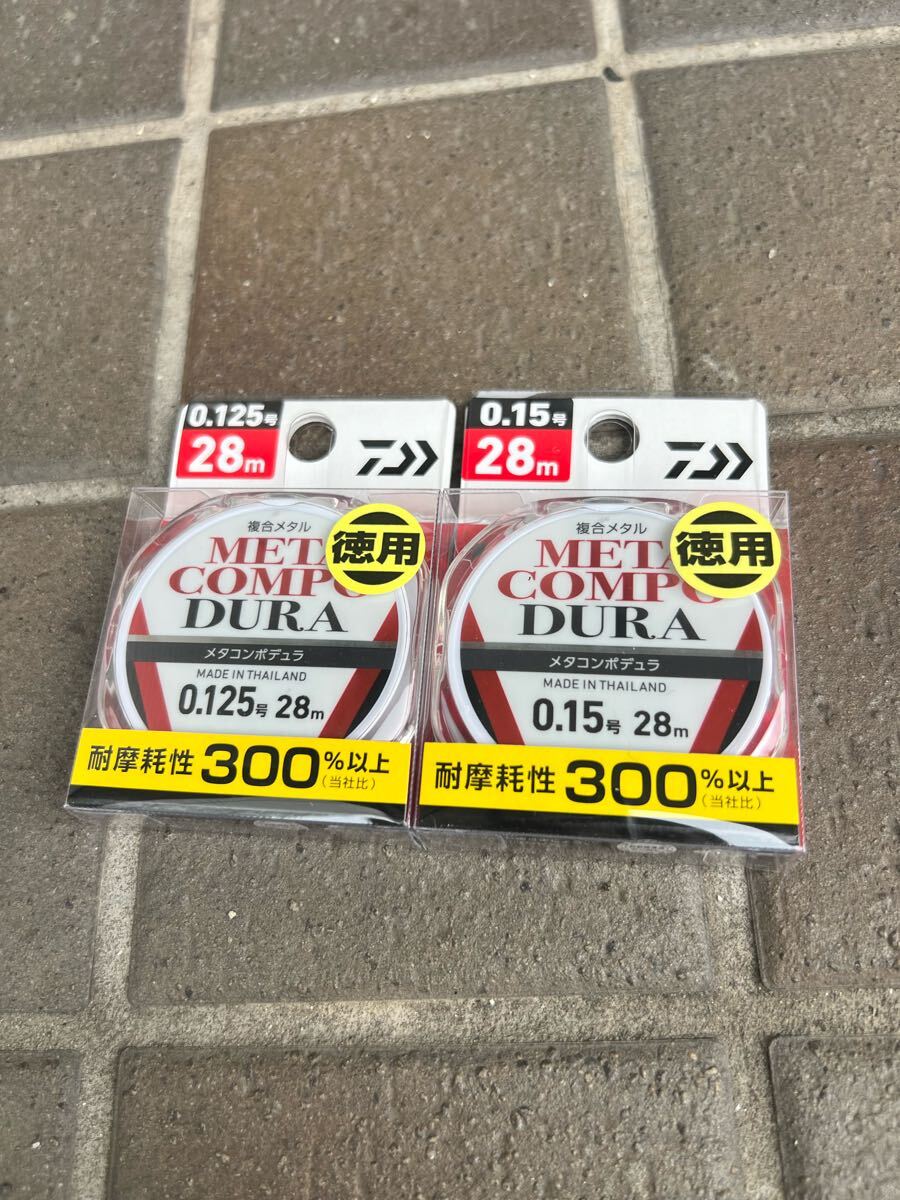 0.125号
28m
複合メタル
徳用
META
COMPO
DURA
メタコンポデュラ
MADE IN THAILAND
0.125号 28m
耐摩耗性 300%以上
(当社比)
0.15号
28m
複合メタル
徳用
META
COMPO
DURA
メタコンポデュラ
MADE IN THAILAND
0.15号 28m
耐摩耗性 300%以上
(当社比)